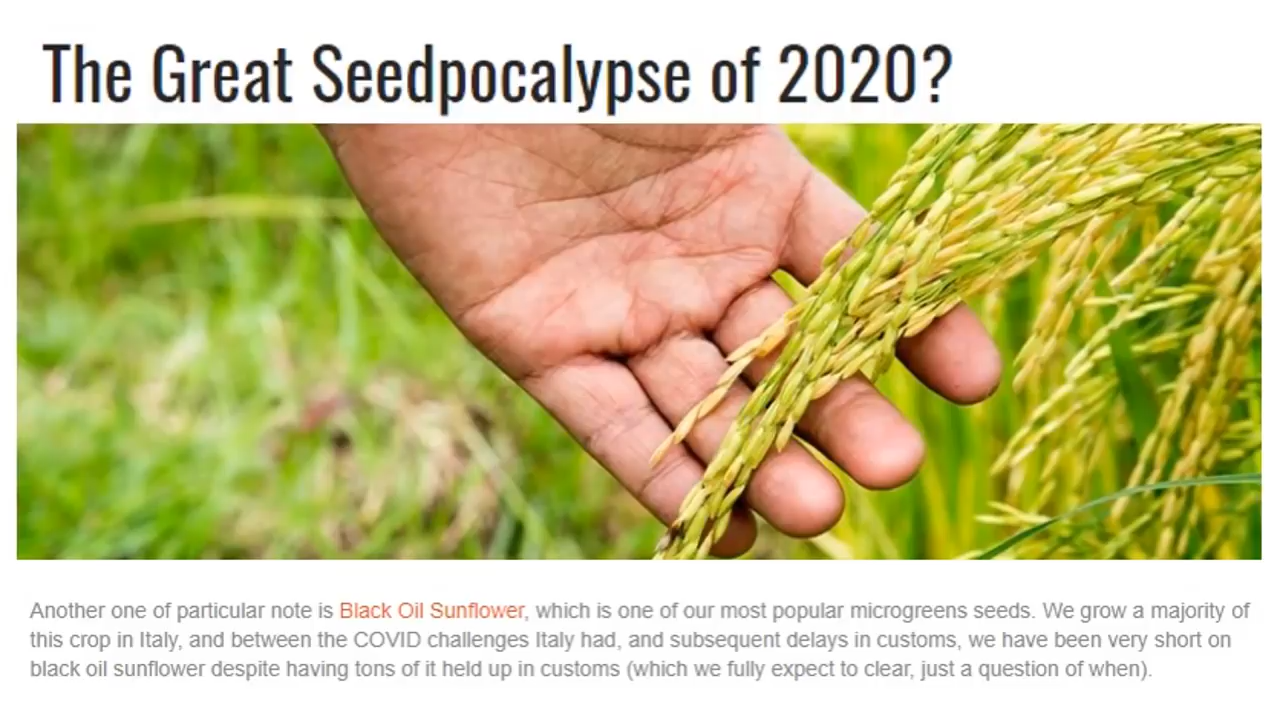 The Great Seedpocalypse of 2020?
Another one of particular note is Black Oil Sunflower, which is one of our most popular microgreens seeds. We grow a majority of
this crop in Italy, and between the COVID challenges Italy had, and subsequent delays in customs, we have been very short on
black oil sunflower despite having tons of it held up in customs (which we fully expect to clear, just a question of when).